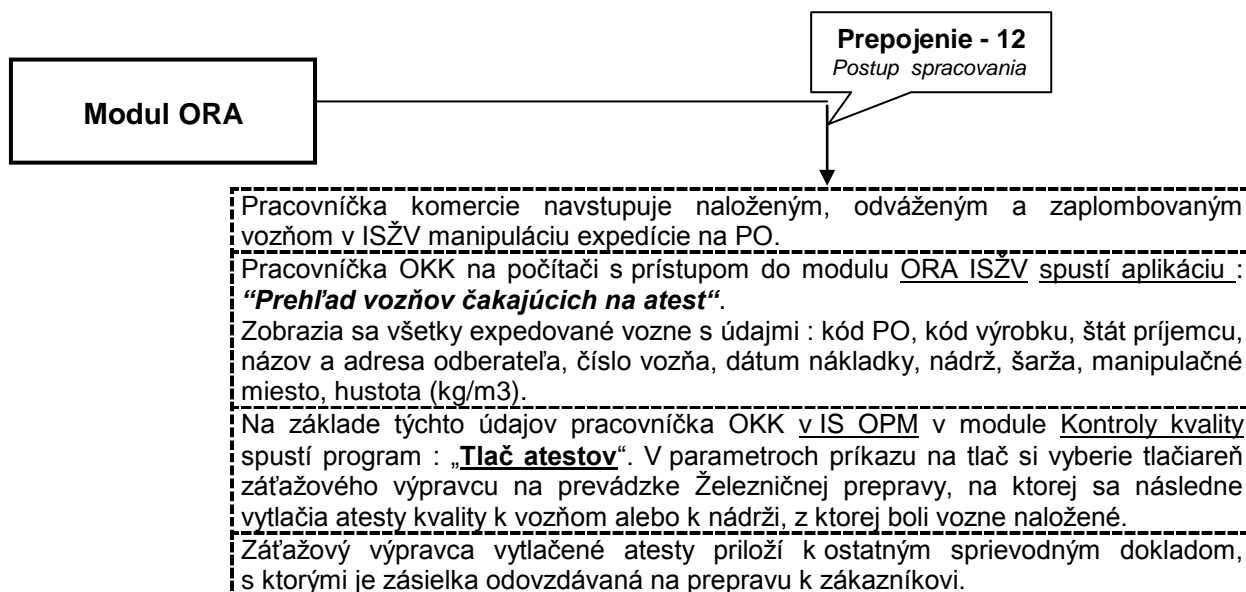 Prepojenie - 12
Postup spracovania
Modul ORA
Pracovníčka komercie navstupuje naloženým, odváženým a zaplombovaným
vozňom v ISŽV manipuláciu expedície na PO.
Pracovníčka OKK na počítači s prístupom do modulu ORA ISŽV spustí aplikáciu :
“Prehľad vozňov čakajúcich na atest“.
Zobrazia sa všetky expedované vozne s údajmi : kód PO, kód výrobku, štát príjemcu,
názov a adresa odberateľa, číslo vozňa, dátum nákladky, nádrž, šarža, manipulačné
miesto, hustota (kg/m3).
Na základe týchto údajov pracovníčka OKK v IS OPM v module Kontroly kvality
spustí program : „Tlač atestov“. V parametroch príkazu na tlač si vyberie tlačiareň
záťažového výpravcu na prevádzke Železničnej prepravy, na ktorej sa následne
vytlačia atesty kvality k vozňom alebo k nádrži, z ktorej boli vozne naložené.
Záťažový výpravca vytlačené atesty priloží k ostatným sprievodným dokladom,
s ktorými je zásielka odovzdávaná na prepravu k zákazníkovi.